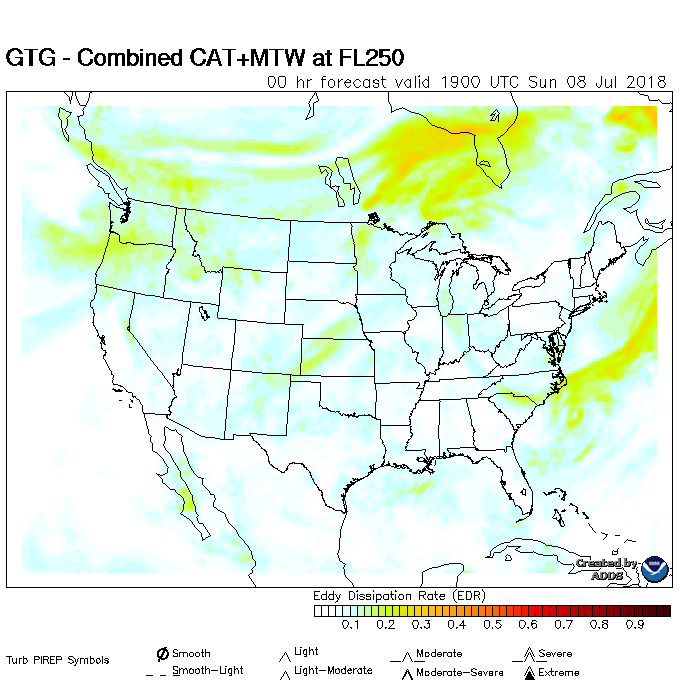 GTG - Combined CAT+MTW at FL250
00 hr forecast valid 1900 UTC Sun 08 Jul 2018
Created by
ADDS
Eddy Dissipation Rate (EDR)
0.1 0.2 0.3 0.4 0.5 0.6 0.7 0.8 0.9
Turb PIREP Symbols
Smooth Light Moderate Severe
Smooth-Light Light-Moderate Moderate-Severe Extreme